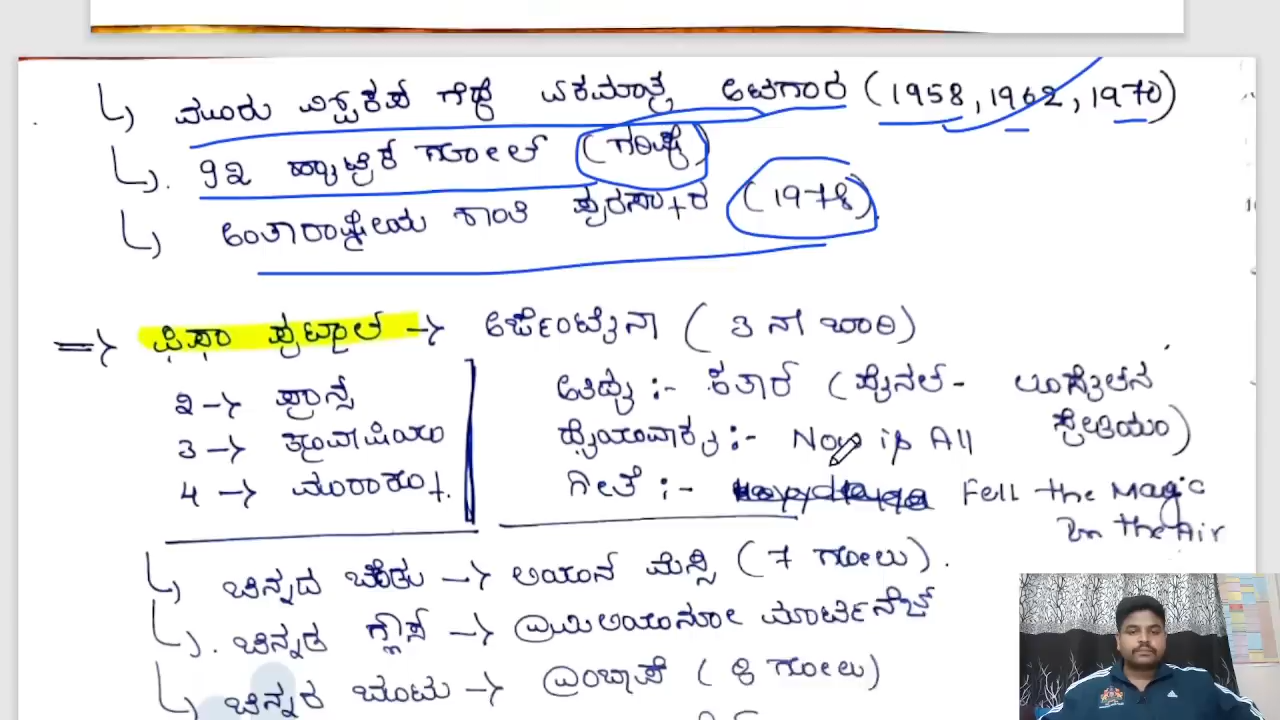 ಮೂರು ವಿಶ್ವಕಪ್ ಗೆದ್ದ ಏಕಮಾತ್ರ ಆಟಗಾರ (1958, 1962, 1970)
92 ಹ್ಯಾಟ್ರಿಕ್ ಗೋಲ್ (ಗರಿಷ್ಠ)
ಅಂತಾರಾಷ್ಟ್ರೀಯ ಶಾಂತಿ ಪುರಸ್ಕಾರ (1978)
=> ಫಿಫಾ ಫುಟ್ಬಾಲ್ -> ಅರ್ಜೆಂಟೈನಾ ( 3 ನೇ ಬಾರಿ)
2 -> ಫ್ರಾನ್ಸ್
3 -> ಕ್ರೊವಾಷಿಯಾ
4 -> ಮೊರಾಕೊ.
ಆತಿಥ್ಯ :- ಕತಾರ್ (ಫೈನಲ್ - ಲೂಸೈಲ್‌ನ ಸ್ಟೇಡಿಯಂ)
ಧ್ಯೇಯವಾಕ್ಯ :- Now is All
ಗೀತೆ :- Fell the Magic
In the Air
ಚಿನ್ನದ ಚೆಂಡು -> ಲಿಯೋನ್ ಮೆಸ್ಸಿ (7 ಗೋಲು).
ಚಿನ್ನದ ಗ್ಲೌಸ್ -> ಎಮಿಲಿಯಾನೋ ಮಾರ್ಟಿನೆಜ್
ಚಿನ್ನದ ಬೂಟು -> ಎಂಬಾಪೆ ( 8 ಗೋಲು)